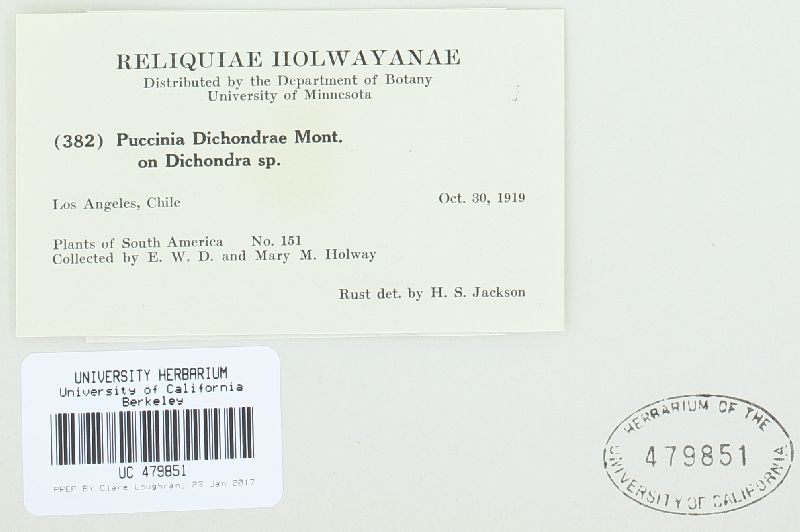 RELIQUIAE HOLWAYANAE
Distributed by the Department of Botany
University of Minnesota
(382) Puccinia Dichondrae Mont.
on Dichondra sp.
Los Angeles, Chile
Oct. 30, 1919
Plants of South America No. 151
Collected by E. W. D. and Mary M. Holway
Rust det. by H. S. Jackson
UNIVERSITY HERBARIUM
University of California
Berkeley
UC 479851
PREP BY Clare Loughran, 23 Jan 2017
HERBARIUM OF THE
479851
UNIVERSITY OF CALIFORNIA